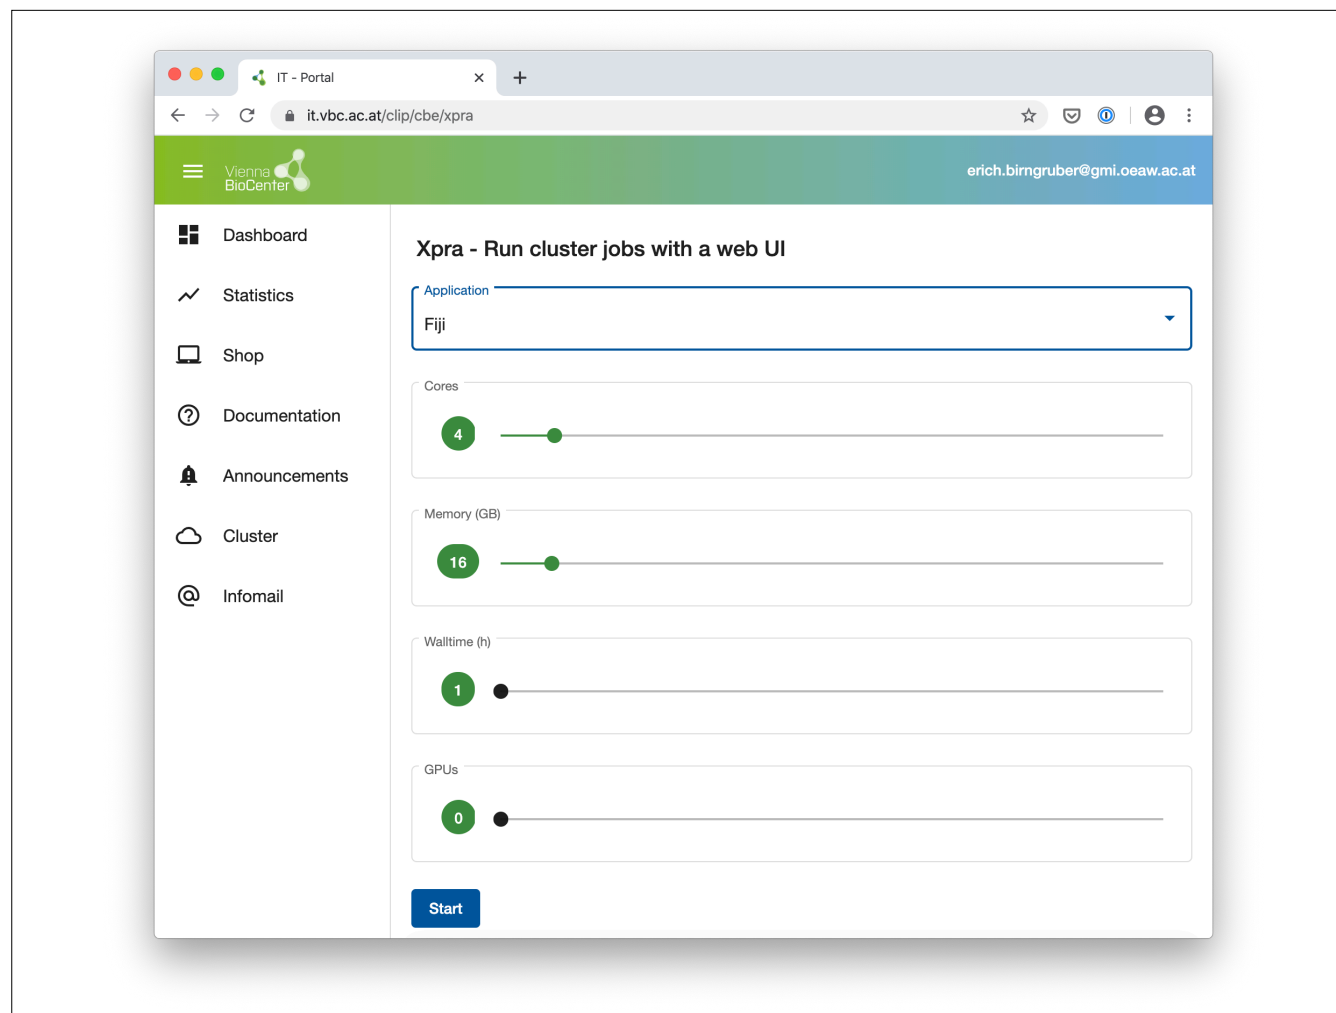 IT - Portal
it.vbc.ac.at/clip/cbe/xpra
Vienna
BioCenter
erich.birngruber@gmi.oeaw.ac.at
Dashboard
Statistics
Shop
Documentation
Announcements
Cluster
Infomail
Xpra - Run cluster jobs with a web UI
Application
Fiji
Cores
4
Memory (GB)
16
Walltime (h)
1
GPUs
0
Start